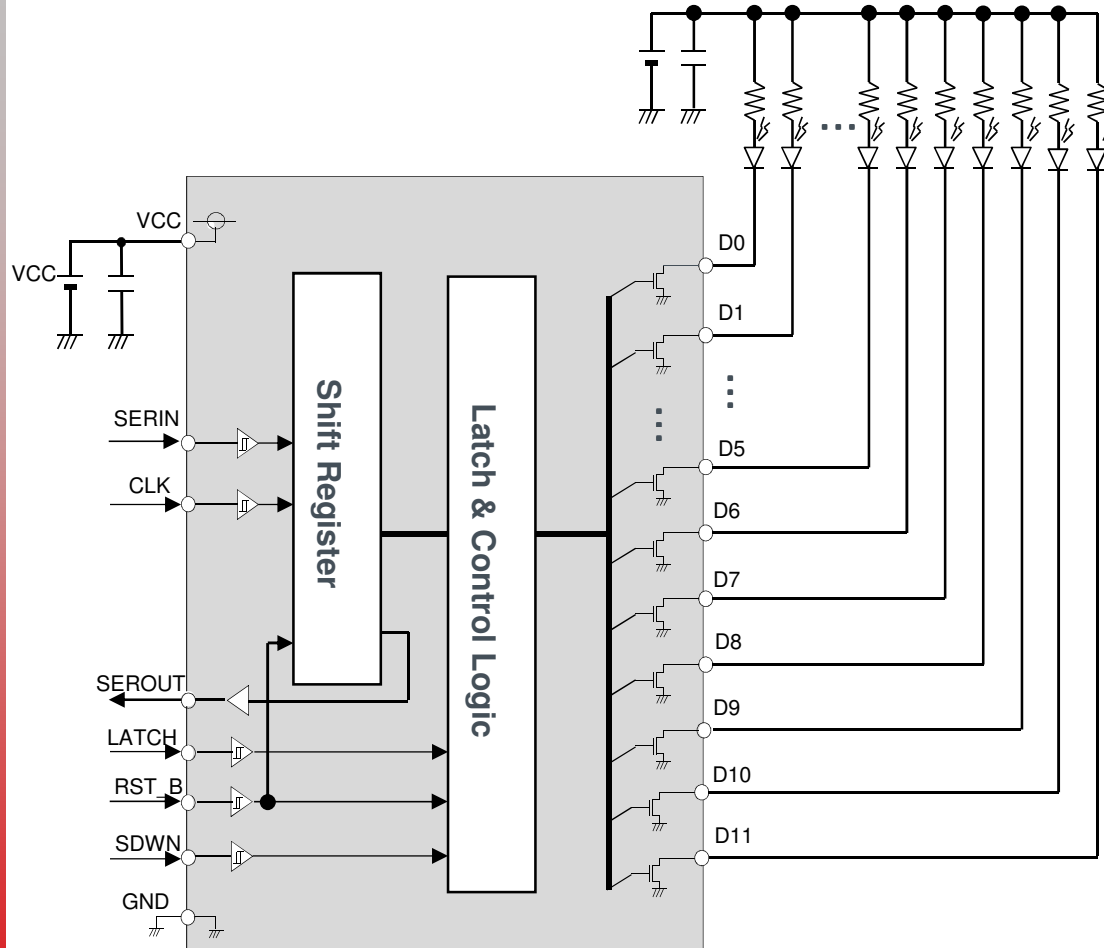 VCC
VCC
SERIN
CLK
SEROUT
LATCH
RST_B
SDWN
GND
Shift Register
Latch & Control Logic
D0
D1
D5
D6
D7
D8
D9
D10
D11